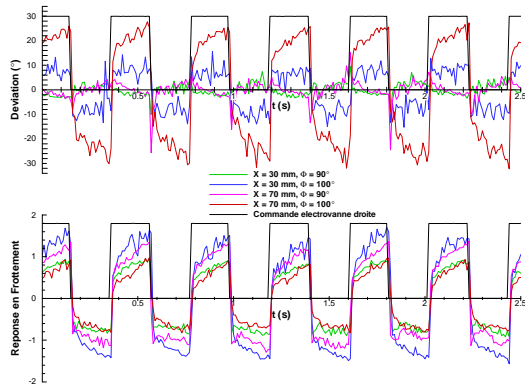 30
20
10
0
-10
-20
30
Deviation (°)
0.5
1
1.5
2
2.5
t (s)
X = 30 mm, Φ = 90°
X = 30 mm, Φ = 100°
X = 70 mm, Φ = 90°
X = 70 mm, Φ = 100°
Commande electrovanne droite
2
1
0
-1
-2
Reponse en Frottement
0.5
1
1.5
2
2.5
t (s)